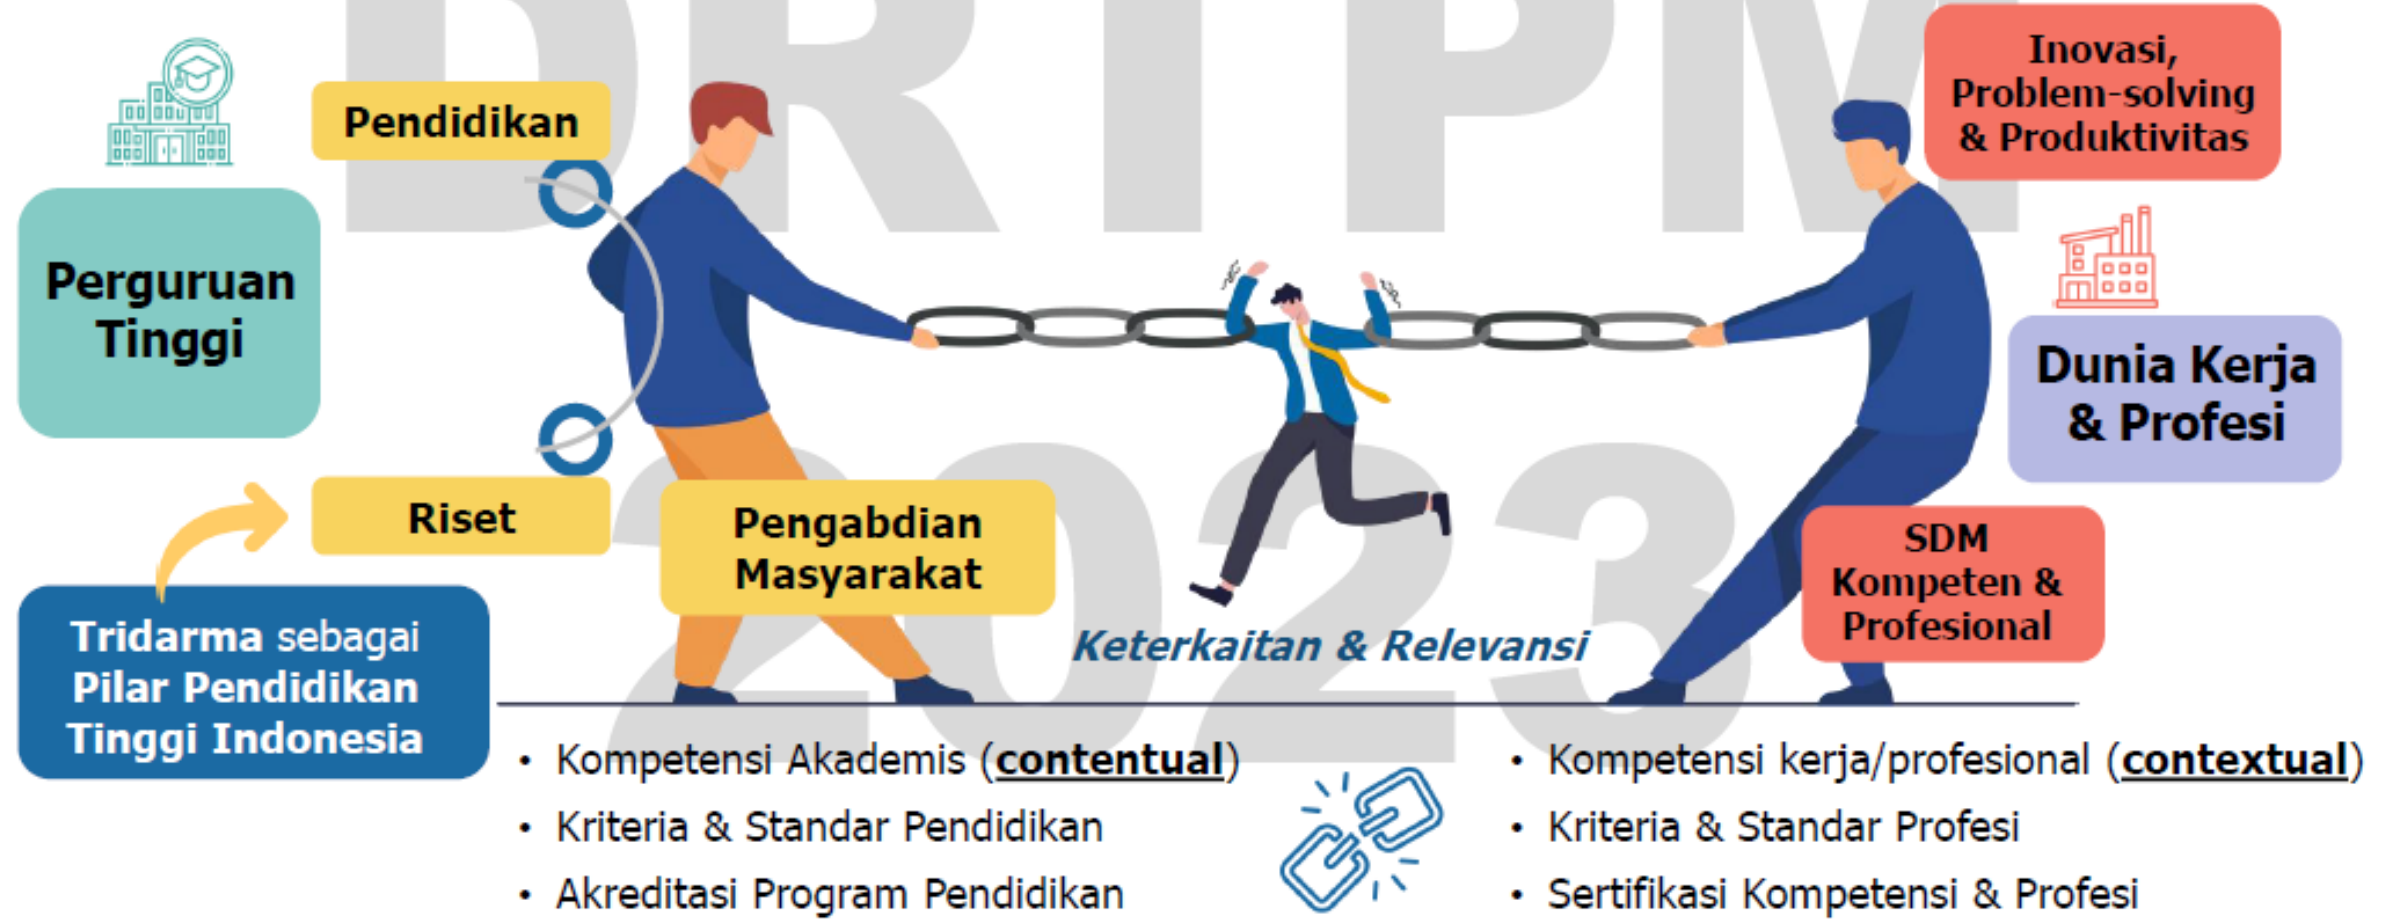 DRTPM
2023
Pendidikan
Perguruan
Tinggi
Riset
Pengabdian
Masyarakat
Tridarma sebagai
Pilar Pendidikan
Tinggi Indonesia
Inovasi,
Problem-solving
& Produktivitas
Dunia Kerja
& Profesi
SDM
Kompeten &
Profesional
Keterkaitan & Relevansi
• Kompetensi Akademis (contentual)
• Kriteria & Standar Pendidikan
• Akreditasi Program Pendidikan
• Kompetensi kerja/profesional (contextual)
• Kriteria & Standar Profesi
• Sertifikasi Kompetensi & Profesi